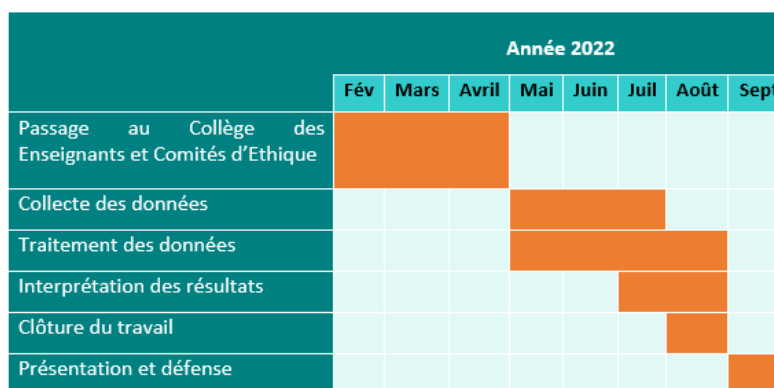 Année 2022
Fév Mars Avril Mai Juin Juil Août Sept
Passage au Collège des
Enseignants et Comités d’Ethique
Collecte des données
Traitement des données
Interprétation des résultats
Clôture du travail
Présentation et défense